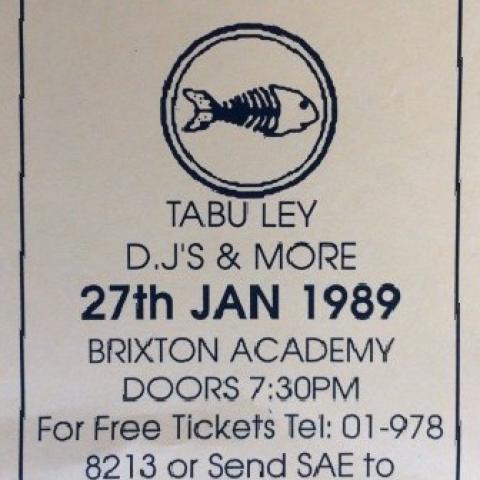 TABU LEY
D.J'S & MORE
27th JAN 1989
BRIXTON ACADEMY
DOORS 7:30PM
For Free Tickets Tel: 01-978
8213 or Send SAE to